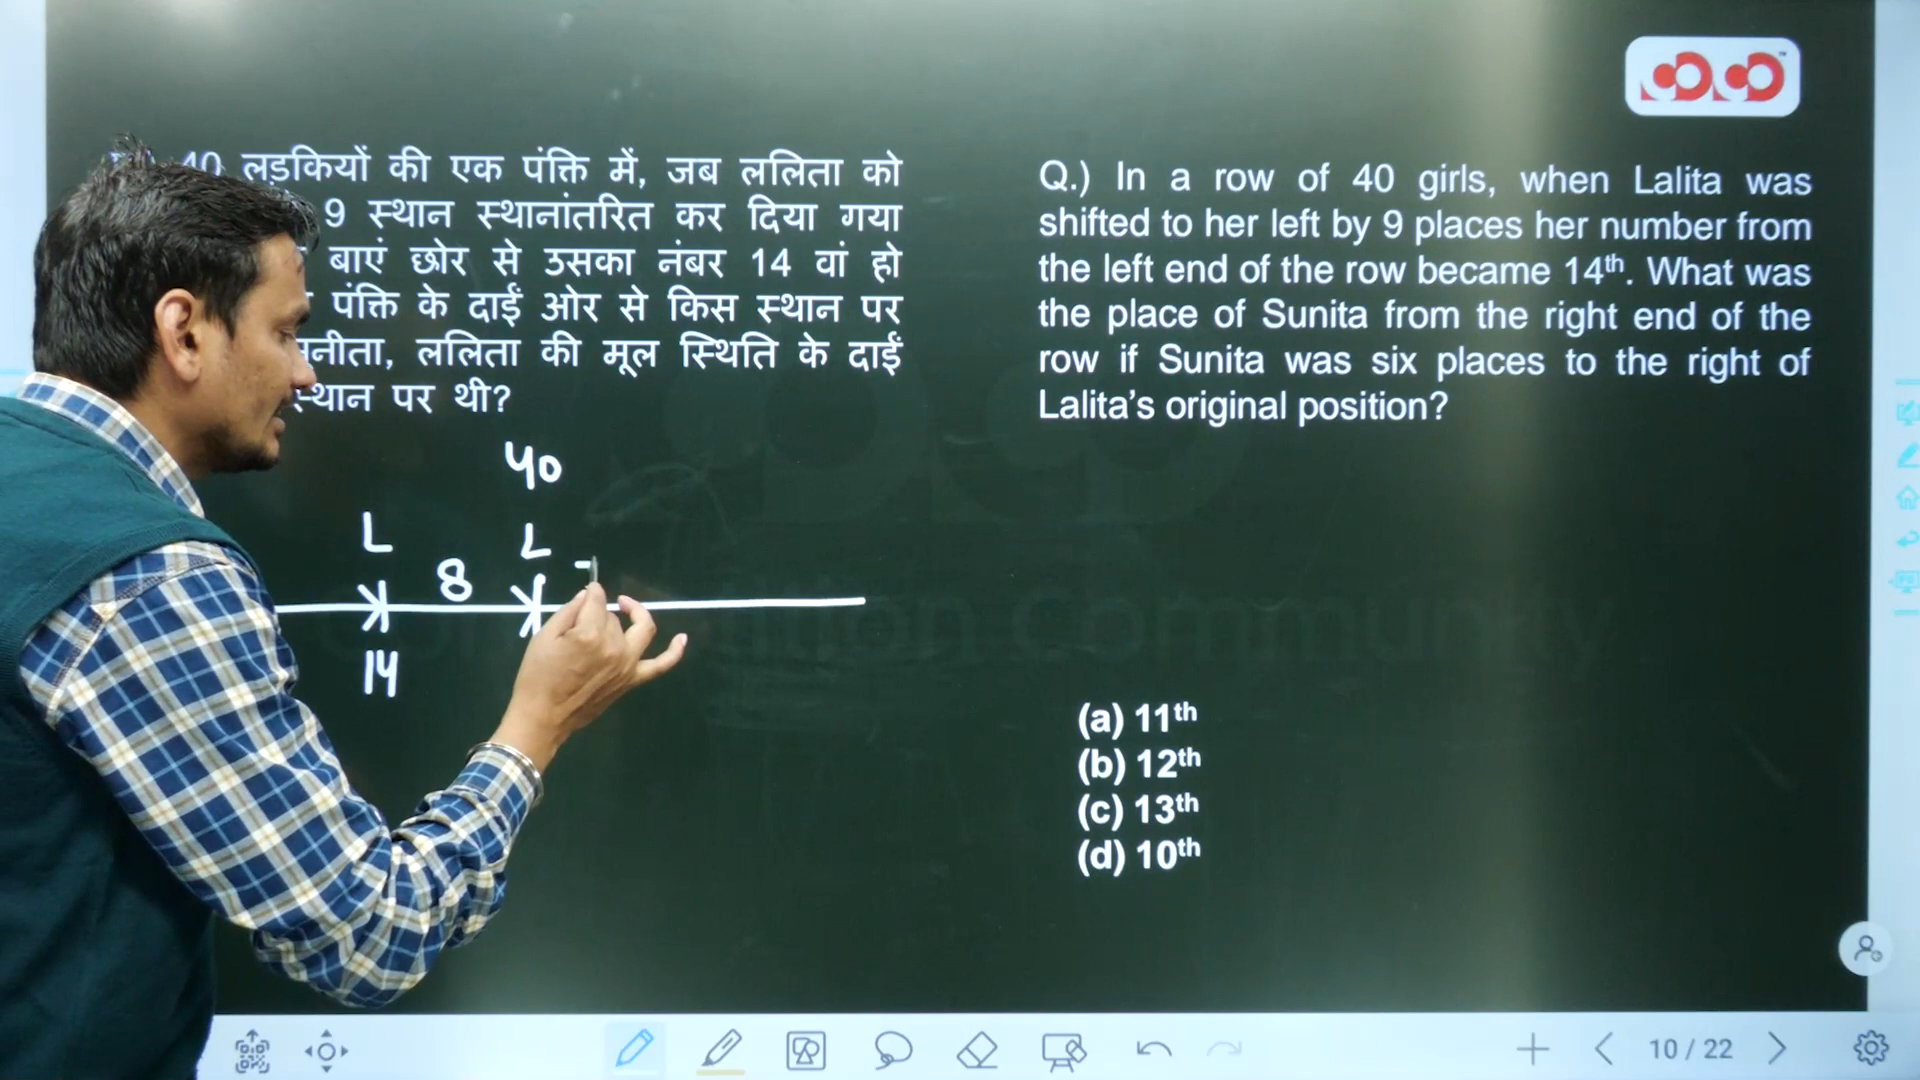 40 लड़कियों की एक पंक्ति में, जब ललिता को
9 स्थान स्थानांतरित कर दिया गया
बाएं छोर से उसका नंबर 14 वां हो
पंक्ति के दाईं ओर से किस स्थान पर
ललिता की मूल स्थिति के दाईं
स्थान पर थी?
40
L L
8
14
Q.) In a row of 40 girls, when Lalita was
shifted to her left by 9 places her number from
the left end of the row became 14th. What was
the place of Sunita from the right end of the
row if Sunita was six places to the right of
Lalita's original position?
(a) 11th
(b) 12th
(c) 13th
(d) 10th
10 / 22